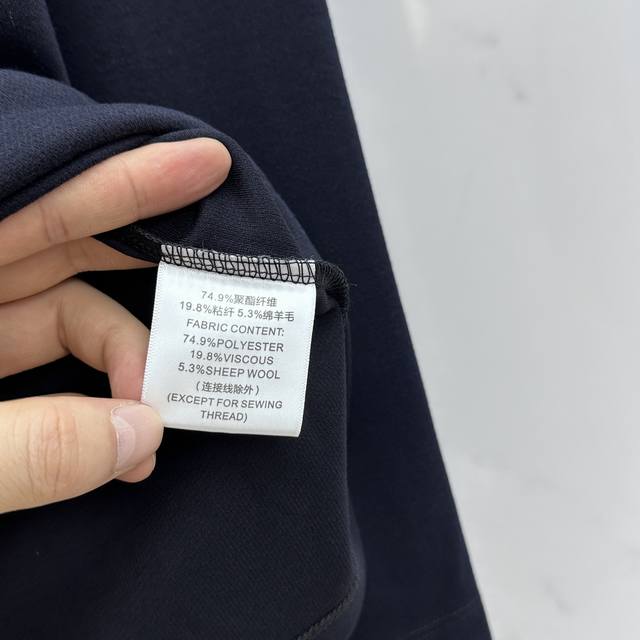 74.9%聚酯纤维
19.8%粘纤 5.3%绵羊毛
FABRIC CONTENT:
74.9%POLYESTER
19.8%VISCOUS
5.3%SHEEP WOOL
(连接线除外)
(EXCEPT FOR SEWING
THREAD)